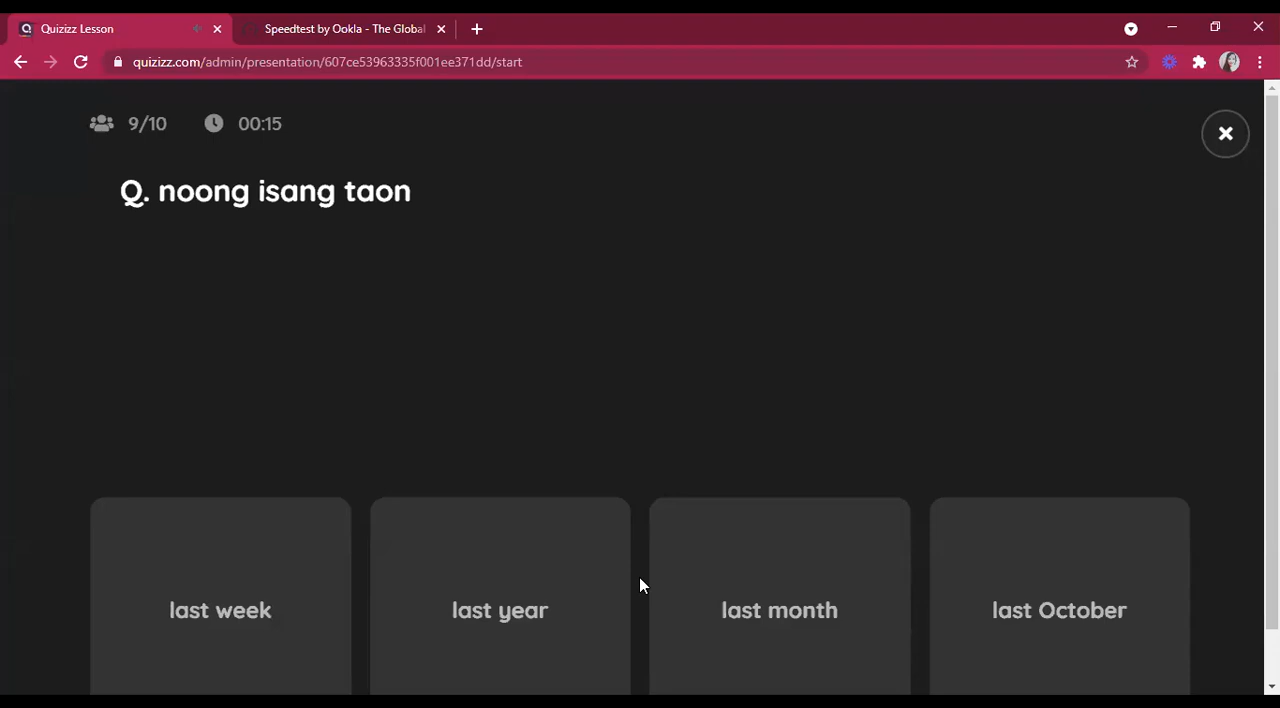 Quizizz Lesson
Speedtest by Ookla - The Global
quizizz.com/admin/presentation/607ce53963335f001ee371dd/start
9/10 00:15
Q. noong isang taon
last week last year last month last October